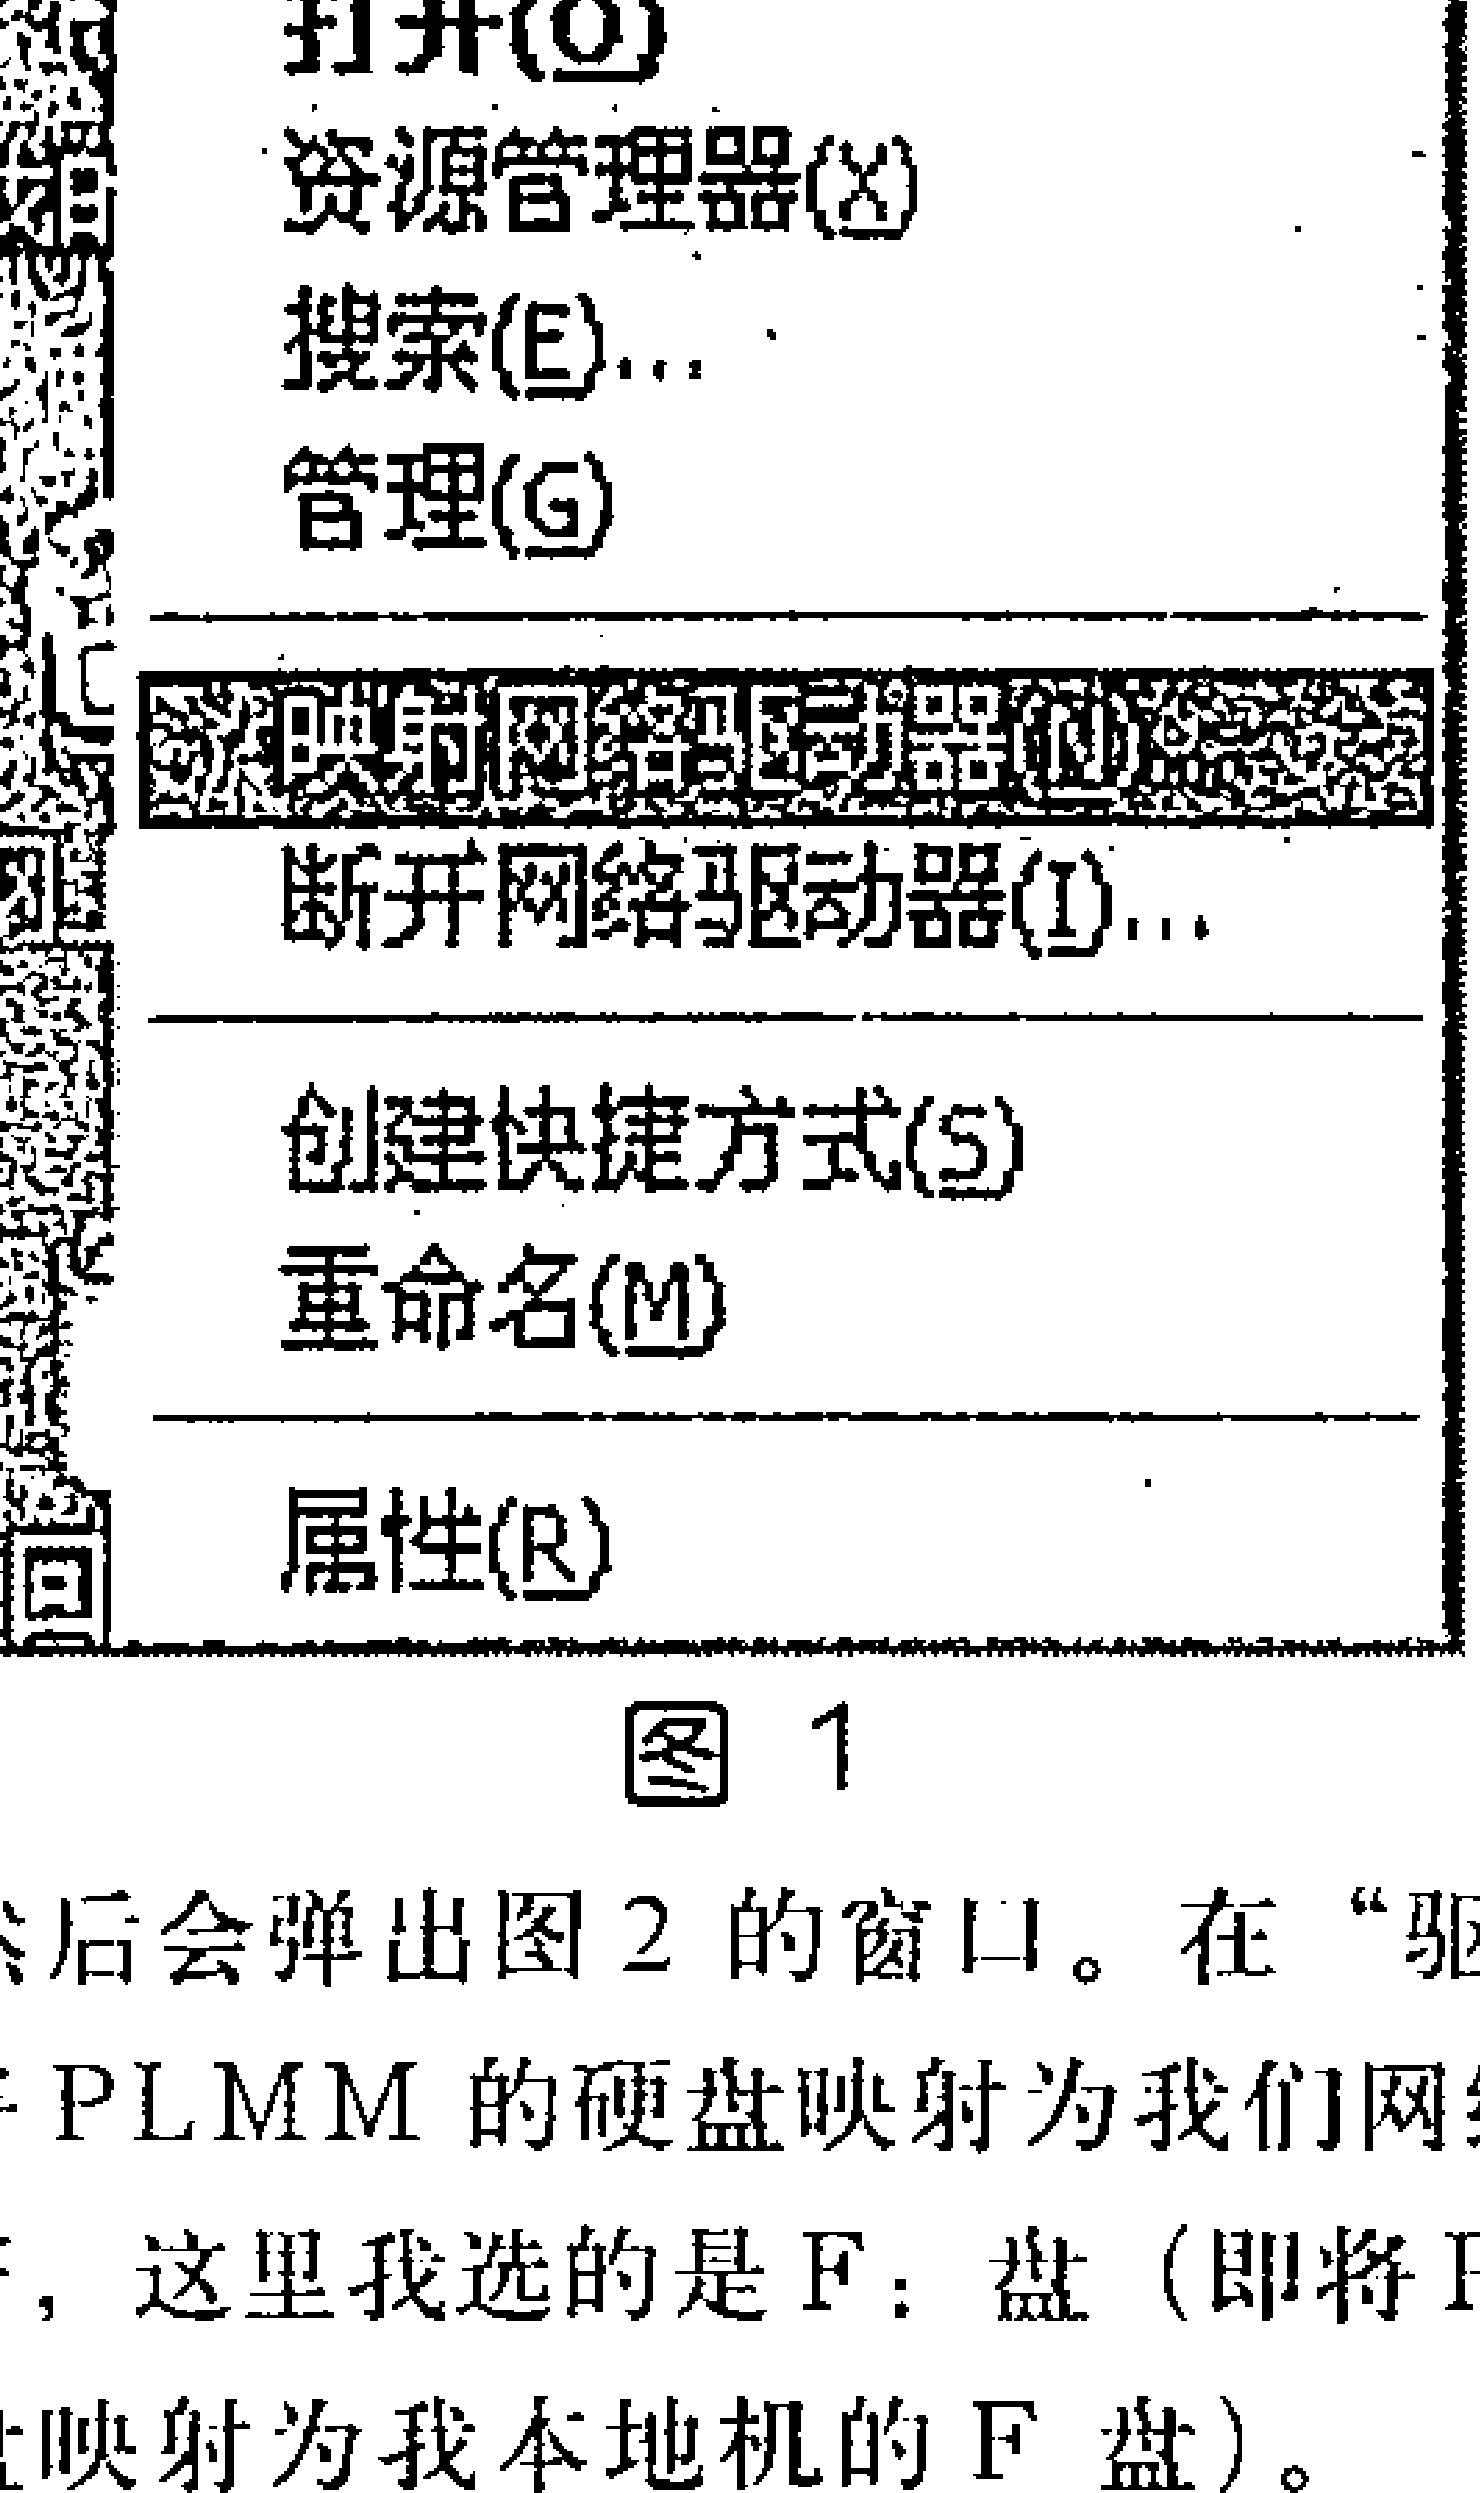 打开(O)
资源管理器(X)
搜索(E)...
管理(G)
映射网络驱动器(N)
断开网络驱动器(I)...
创建快捷方式(S)
重命名(M)
属性(R)
图 1
后会弹出图 2 的窗口。在“驱
PLMM 的硬盘映射为我们网
，这里我选的是 F：盘（即将
映射为我本地机的 F 盘）。